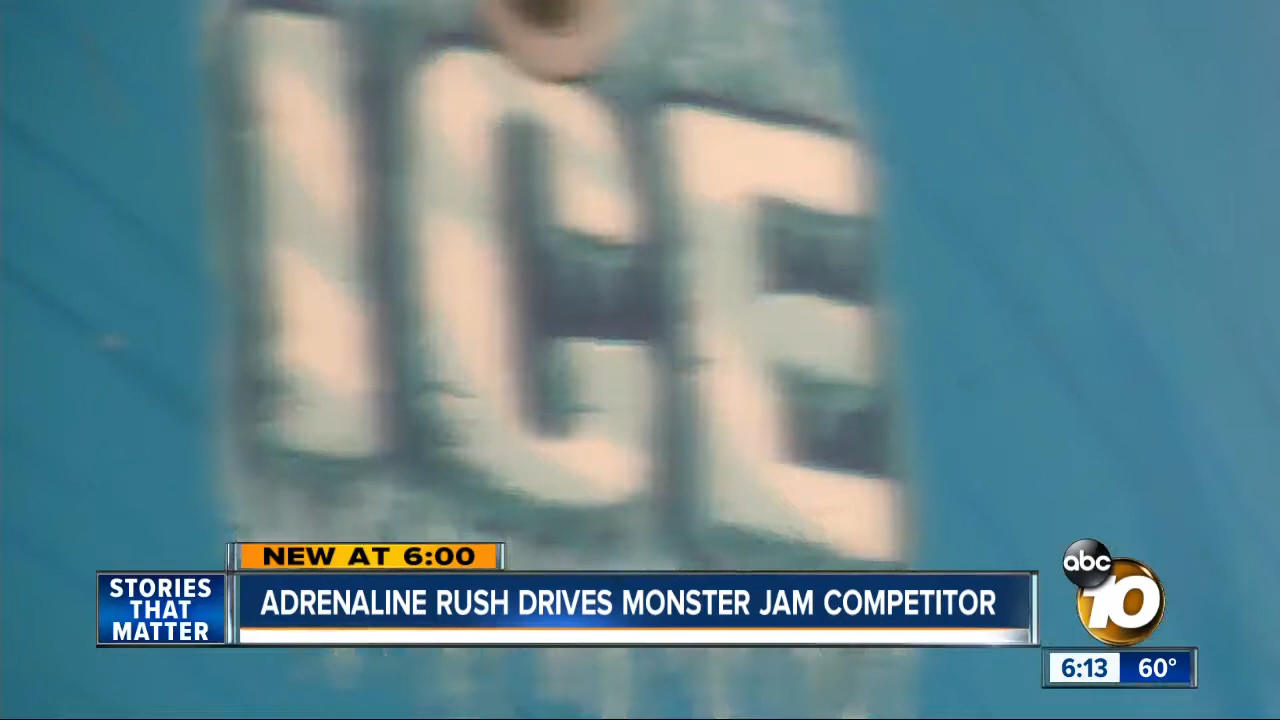 ICE
NEW AT 6:00
STORIES
THAT
MATTER
ADRENALINE RUSH DRIVES MONSTER JAM COMPETITOR
abc
10
6:13 60°